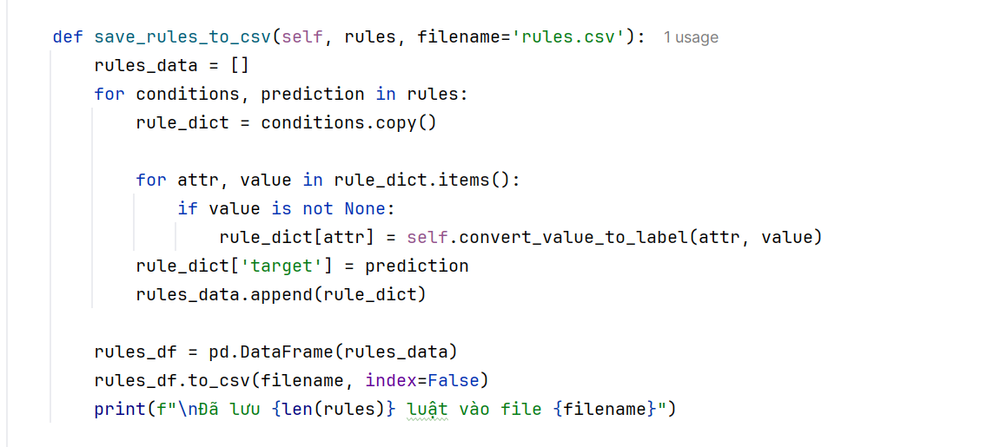 def save_rules_to_csv(self, rules, filename='rules.csv'): 1 usage
    rules_data = []
    for conditions, prediction in rules:
        rule_dict = conditions.copy()

        for attr, value in rule_dict.items():
            if value is not None:
                rule_dict[attr] = self.convert_value_to_label(attr, value)
        rule_dict['target'] = prediction
        rules_data.append(rule_dict)

    rules_df = pd.DataFrame(rules_data)
    rules_df.to_csv(filename, index=False)
    print(f"\nĐã lưu {len(rules)} luật vào file {filename}")